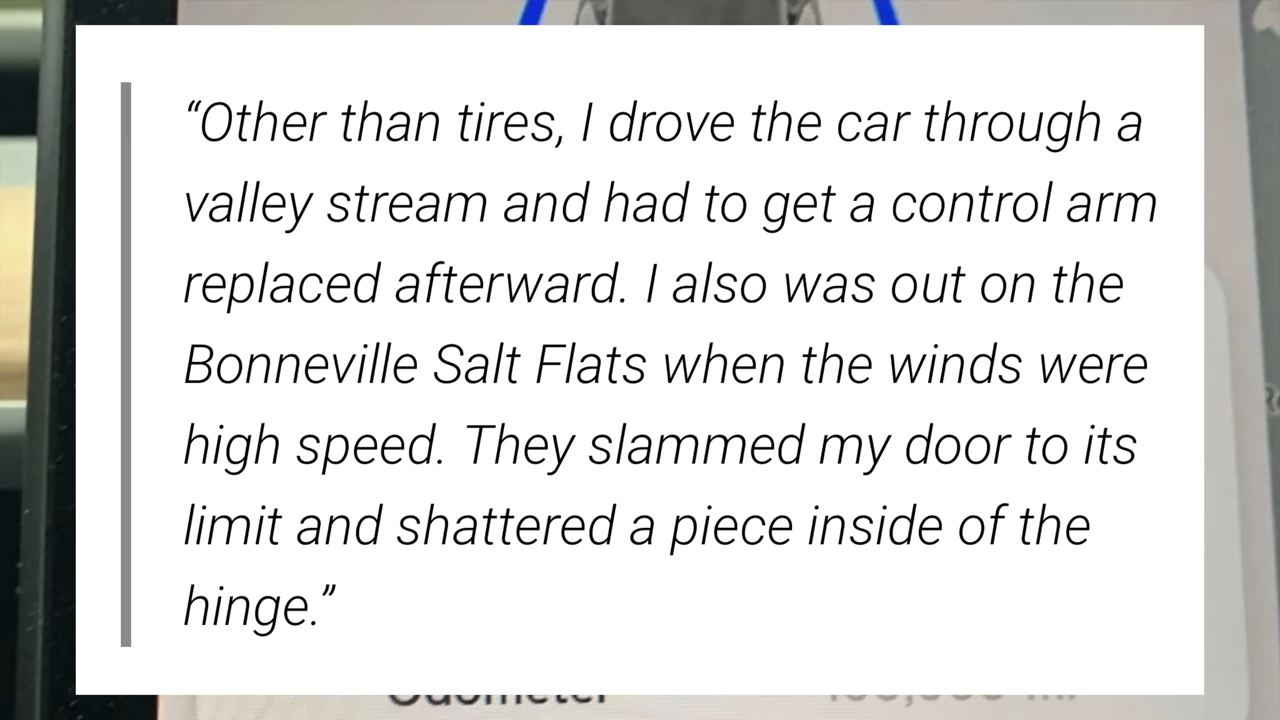 “Other than tires, I drove the car through a
valley stream and had to get a control arm
replaced afterward. I also was out on the
Bonneville Salt Flats when the winds were
high speed. They slammed my door to its
limit and shattered a piece inside of the
hinge.”
Odometer